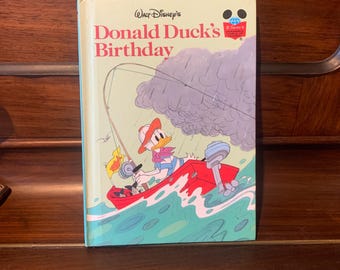 Walt Disney's
Donald Duck's
Birthday